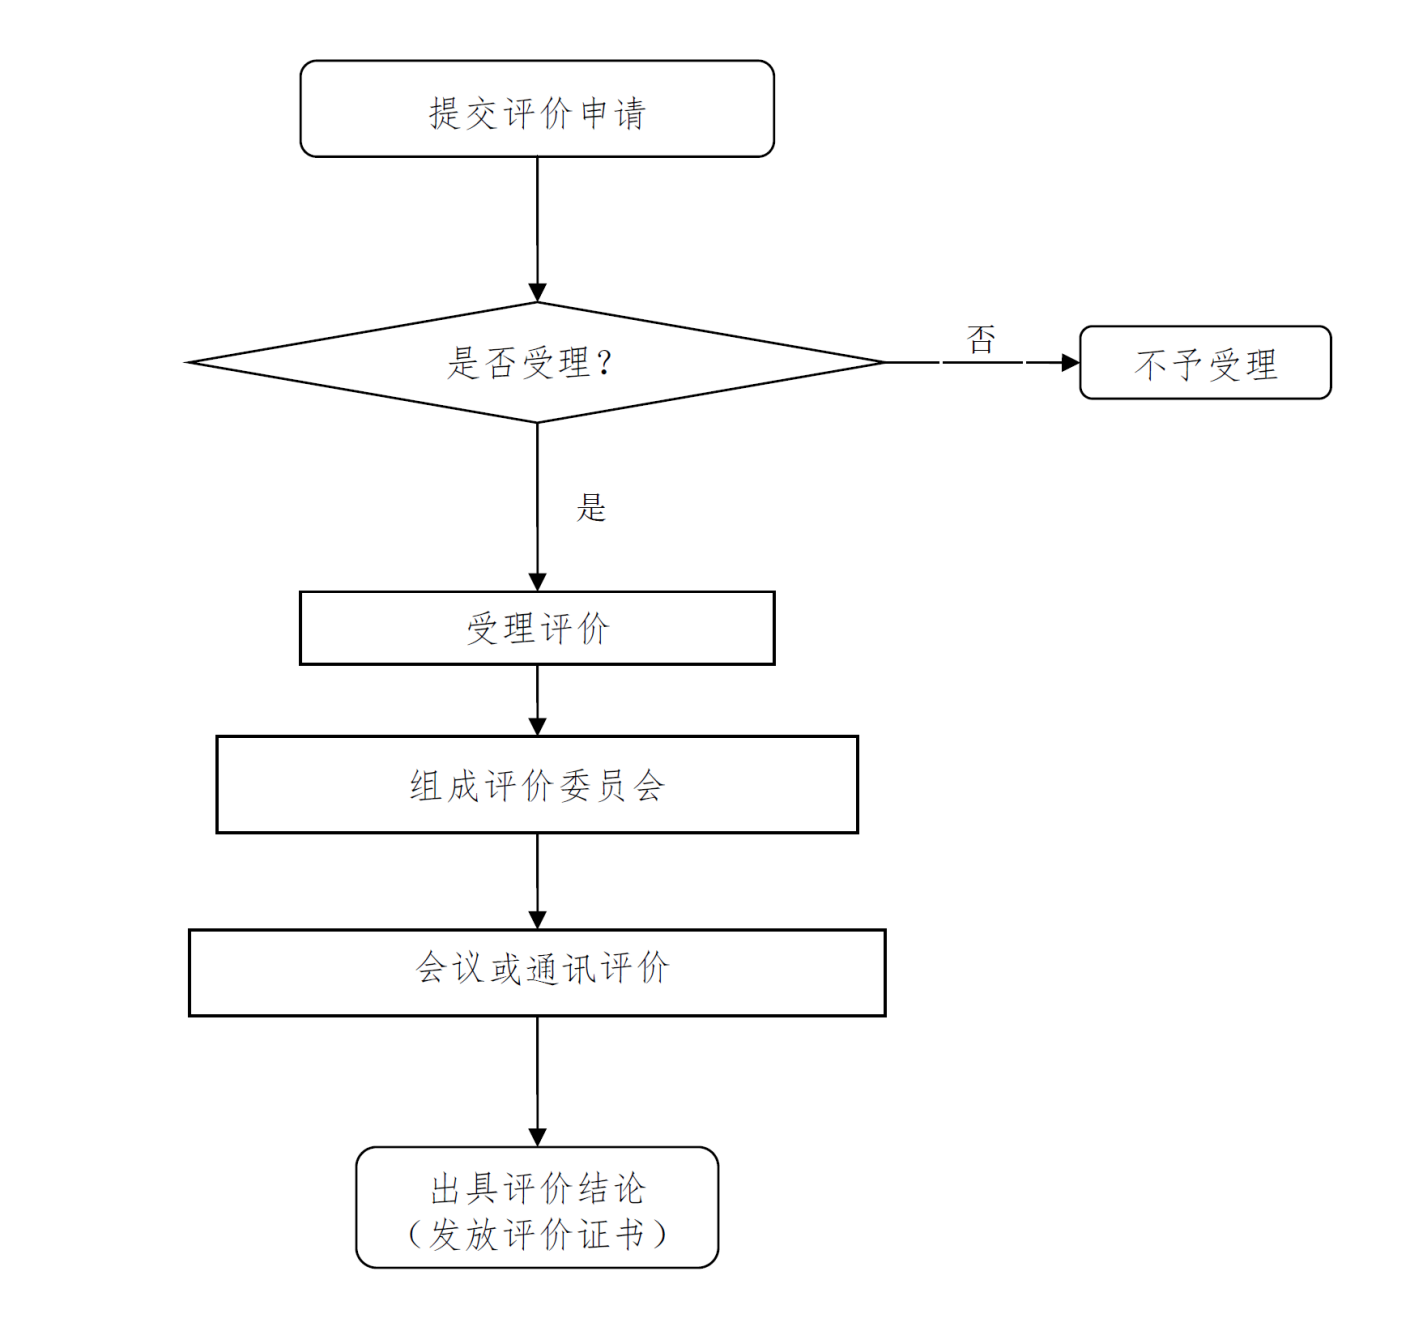 提交评价申请
是否受理？
否
不予受理
是
受理评价
组成评价委员会
会议或通讯评价
出具评价结论
（发放评价证书）